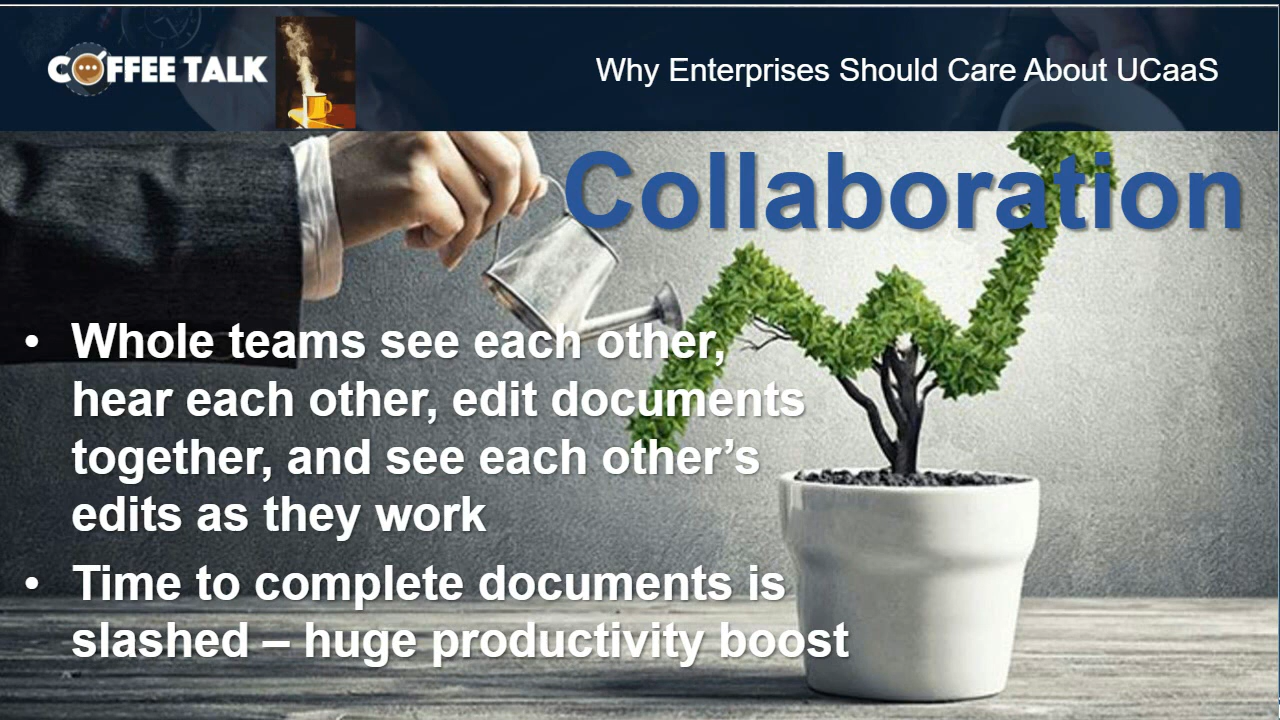 COFFEE TALK
Why Enterprises Should Care About UCaaS
Collaboration
• Whole teams see each other,
hear each other, edit documents
together, and see each other’s
edits as they work
• Time to complete documents is
slashed – huge productivity boost